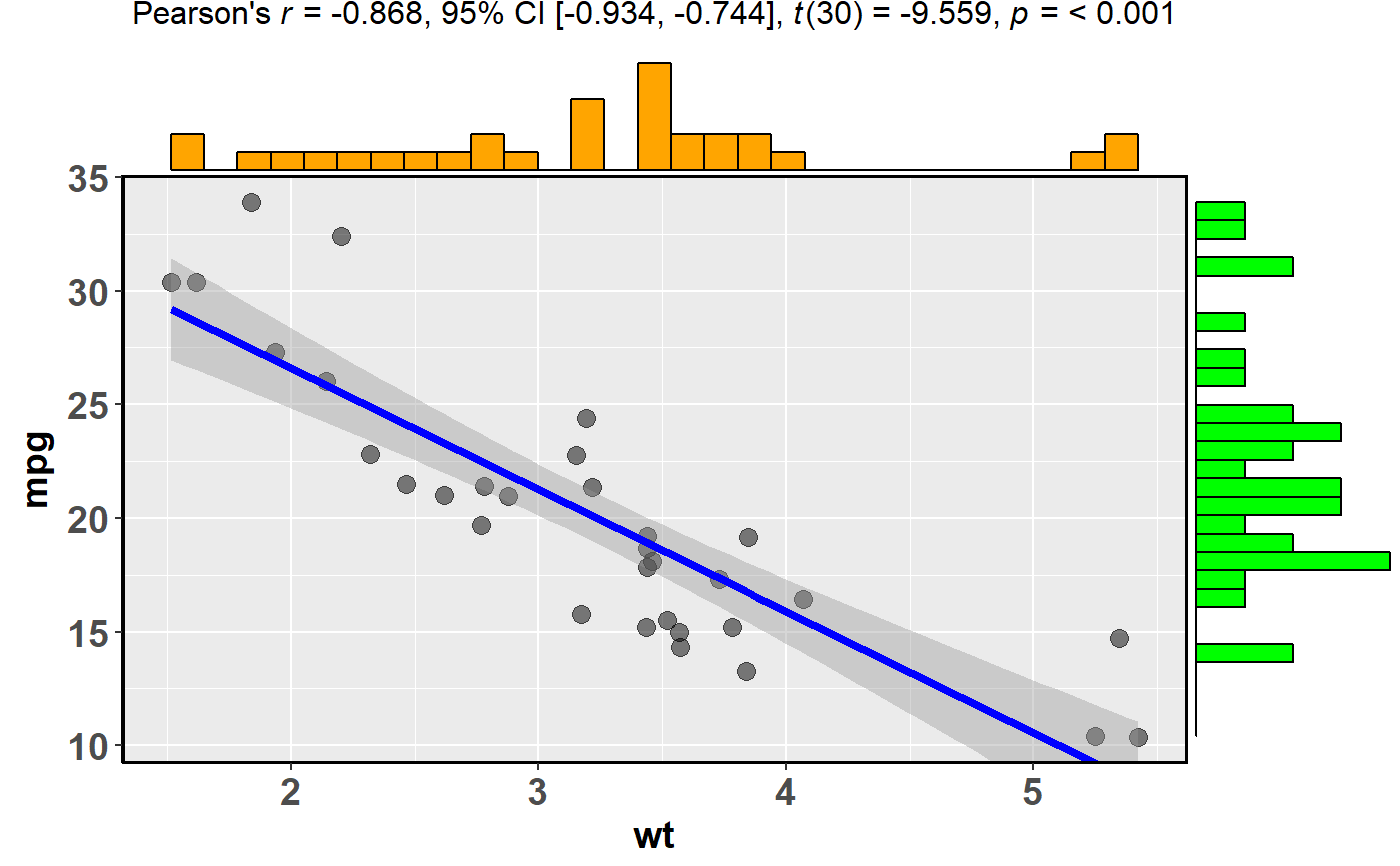 Pearson's r = -0.868, 95% CI [-0.934, -0.744], t(30) = -9.559, p = < 0.001
35
30
25
20
15
10
mpg
2 3 4 5
wt